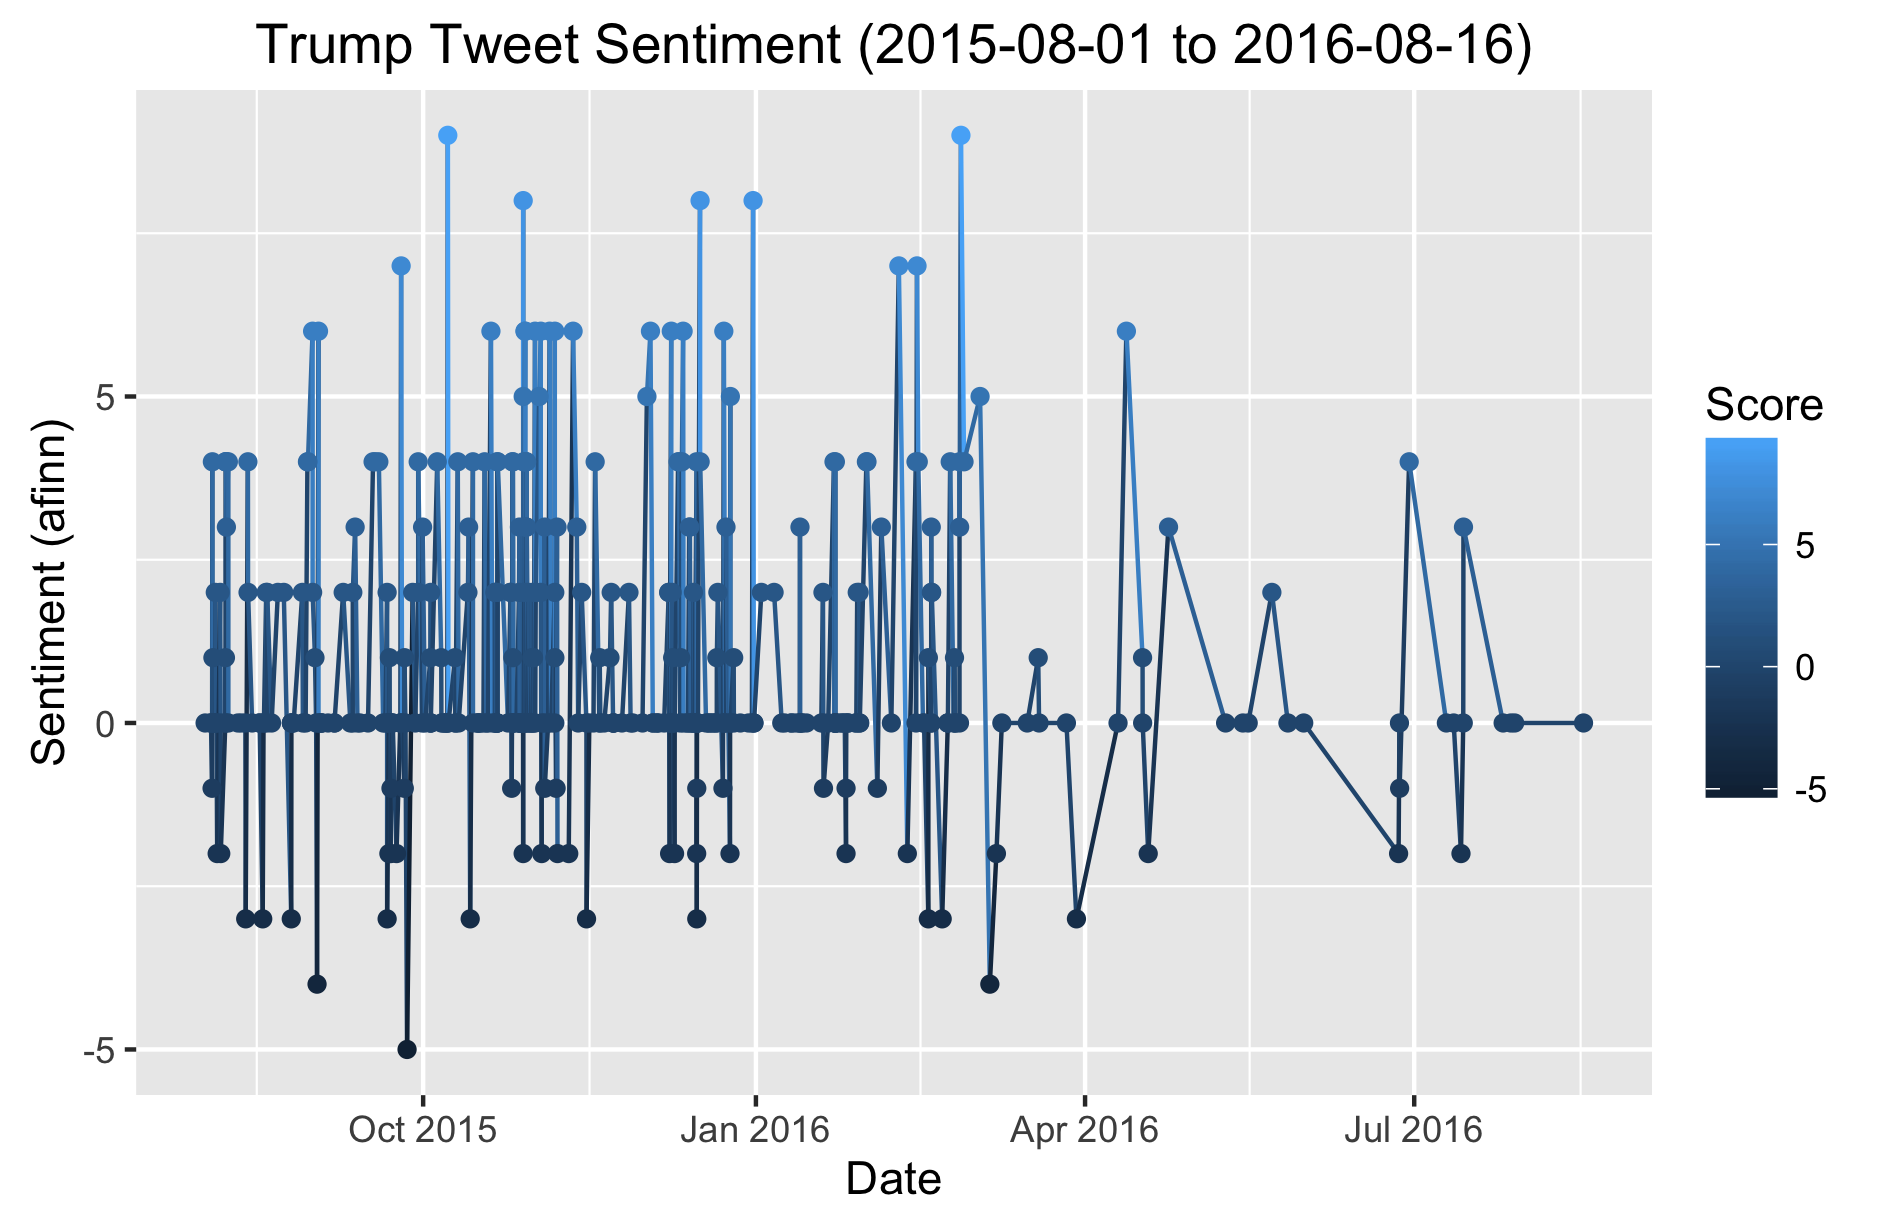 Trump Tweet Sentiment (2015-08-01 to 2016-08-16)
Sentiment (afinn)
5
0
-5
Oct 2015
Jan 2016
Apr 2016
Jul 2016
Date
Score
5
0
-5